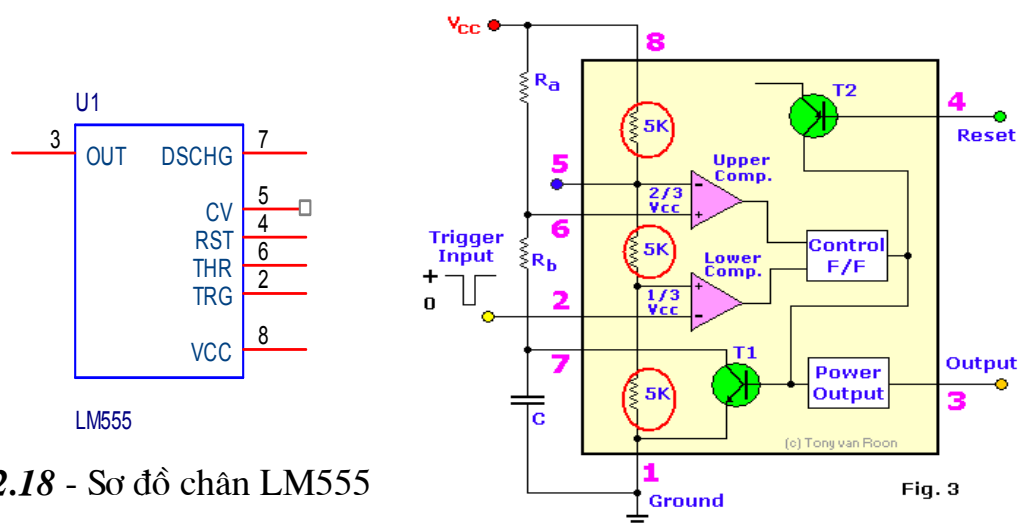 U1
3 OUT DSCHG 7
CV 5
RST 4
THR 6
TRG 2
VCC 8
LM555
2.18 - Sơ đồ chân LM555
Vcc
8
Ra
5K
T2
4
Reset
5
Upper
Comp.
2/3
Vcc
6
Trigger
Input
+
0
Rb
5K
Lower
Comp.
1/3
Vcc
Control
F/F
2
7
T1
C
5K
Power
Output
Output
3
(c) Tony van Roon
1
Ground
Fig. 3